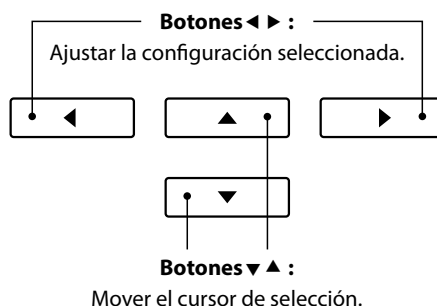 Botones ◀ ▶ :
Ajustar la configuración seleccionada.
◀ ▲ ▶
▼
Botones ▼ ▲ :
Mover el cursor de selección.